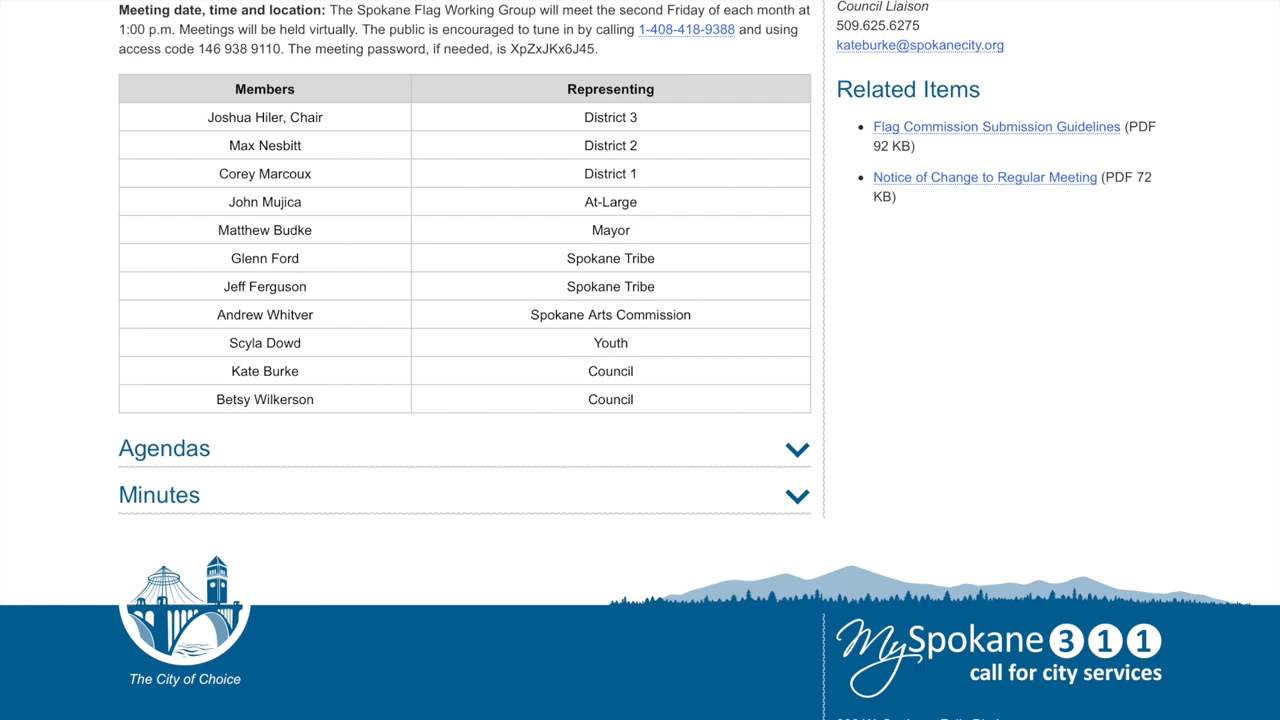 Meeting date, time and location: The Spokane Flag Working Group will meet the second Friday of each month at
1:00 p.m. Meetings will be held virtually. The public is encouraged to tune in by calling 1-408-418-9388 and using
access code 146 938 9110. The meeting password, if needed, is XpZxJKx6J45.
Members Representing
Joshua Hiler, Chair District 3
Max Nesbitt District 2
Corey Marcoux District 1
John Mujica At-Large
Matthew Budke Mayor
Glenn Ford Spokane Tribe
Jeff Ferguson Spokane Tribe
Andrew Whitver Spokane Arts Commission
Scyla Dowd Youth
Kate Burke Council
Betsy Wilkerson Council
Agendas
Minutes
Council Liaison
509.625.6275
kateburke@spokanecity.org
Related Items
• Flag Commission Submission Guidelines (PDF
92 KB)
• Notice of Change to Regular Meeting (PDF 72
KB)
The City of Choice
My Spokane 311
call for city services